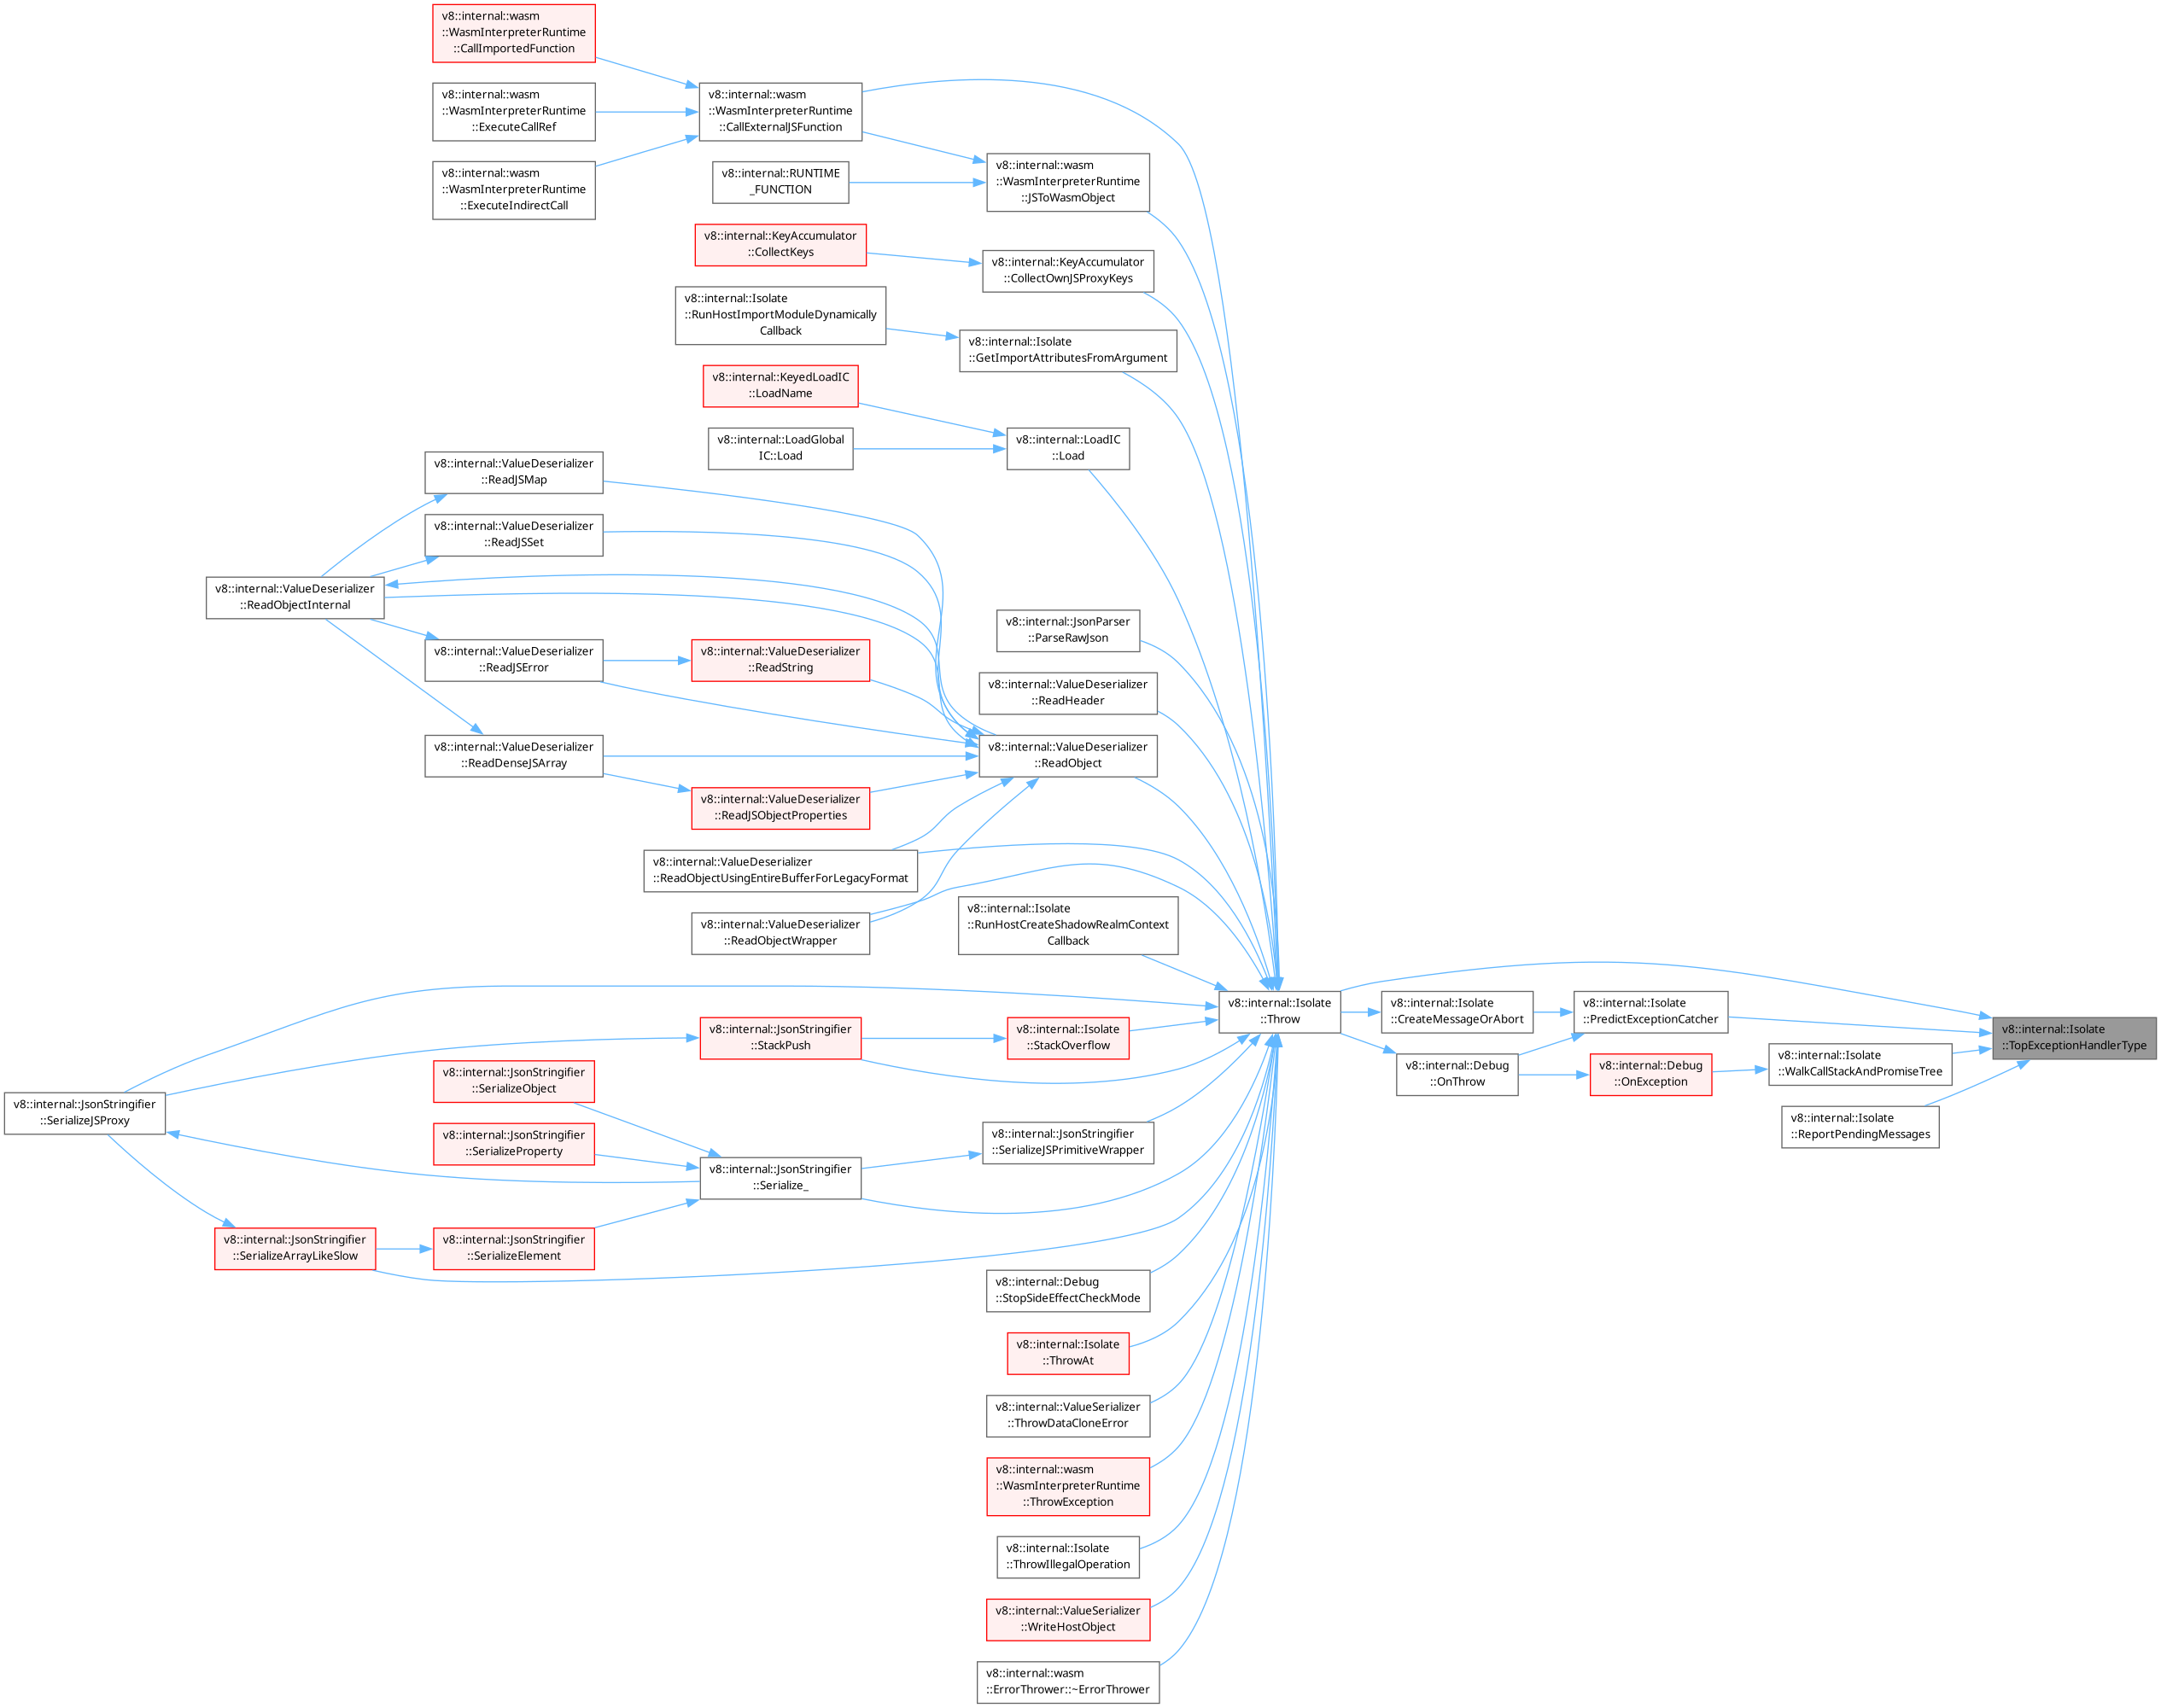 v8::internal::wasm
::WasmInterpreterRuntime
::CallImportedFunction
v8::internal::wasm
::WasmInterpreterRuntime
::ExecuteCallRef
v8::internal::wasm
::WasmInterpreterRuntime
::ExecuteIndirectCall
v8::internal::wasm
::WasmInterpreterRuntime
::CallExternalJSFunction
v8::internal::RUNTIME
_FUNCTION
v8::internal::wasm
::WasmInterpreterRuntime
::JSToWasmObject
v8::internal::KeyAccumulator
::CollectKeys
v8::internal::KeyAccumulator
::CollectOwnJSProxyKeys
v8::internal::Isolate
::RunHostImportModuleDynamically
Callback
v8::internal::Isolate
::GetImportAttributesFromArgument
v8::internal::KeyedLoadIC
::LoadName
v8::internal::LoadGlobal
IC::Load
v8::internal::LoadIC
::Load
v8::internal::ValueDeserializer
::ReadJSMap
v8::internal::ValueDeserializer
::ReadJSSet
v8::internal::ValueDeserializer
::ReadObjectInternal
v8::internal::ValueDeserializer
::ReadJSError
v8::internal::ValueDeserializer
::ReadString
v8::internal::JsonParser
::ParseRawJson
v8::internal::ValueDeserializer
::ReadHeader
v8::internal::ValueDeserializer
::ReadDenseJSArray
v8::internal::ValueDeserializer
::ReadObject
v8::internal::ValueDeserializer
::ReadJSObjectProperties
v8::internal::ValueDeserializer
::ReadObjectUsingEntireBufferForLegacyFormat
v8::internal::ValueDeserializer
::ReadObjectWrapper
v8::internal::Isolate
::RunHostCreateShadowRealmContext
Callback
v8::internal::Isolate
::Throw
v8::internal::Isolate
::CreateMessageOrAbort
v8::internal::Isolate
::PredictExceptionCatcher
v8::internal::Isolate
::TopExceptionHandlerType
v8::internal::JsonStringifier
::StackPush
v8::internal::Isolate
::StackOverflow
v8::internal::Debug
::OnThrow
v8::internal::Debug
::OnException
v8::internal::Isolate
::WalkCallStackAndPromiseTree
v8::internal::Isolate
::ReportPendingMessages
v8::internal::JsonStringifier
::SerializeObject
v8::internal::JsonStringifier
::SerializeJSProxy
v8::internal::JsonStringifier
::SerializeProperty
v8::internal::JsonStringifier
::Serialize_
v8::internal::JsonStringifier
::SerializeJSPrimitiveWrapper
v8::internal::JsonStringifier
::SerializeArrayLikeSlow
v8::internal::JsonStringifier
::SerializeElement
v8::internal::Debug
::StopSideEffectCheckMode
v8::internal::Isolate
::ThrowAt
v8::internal::ValueSerializer
::ThrowDataCloneError
v8::internal::wasm
::WasmInterpreterRuntime
::ThrowException
v8::internal::Isolate
::ThrowIllegalOperation
v8::internal::ValueSerializer
::WriteHostObject
v8::internal::wasm
::ErrorThrower::~ErrorThrower